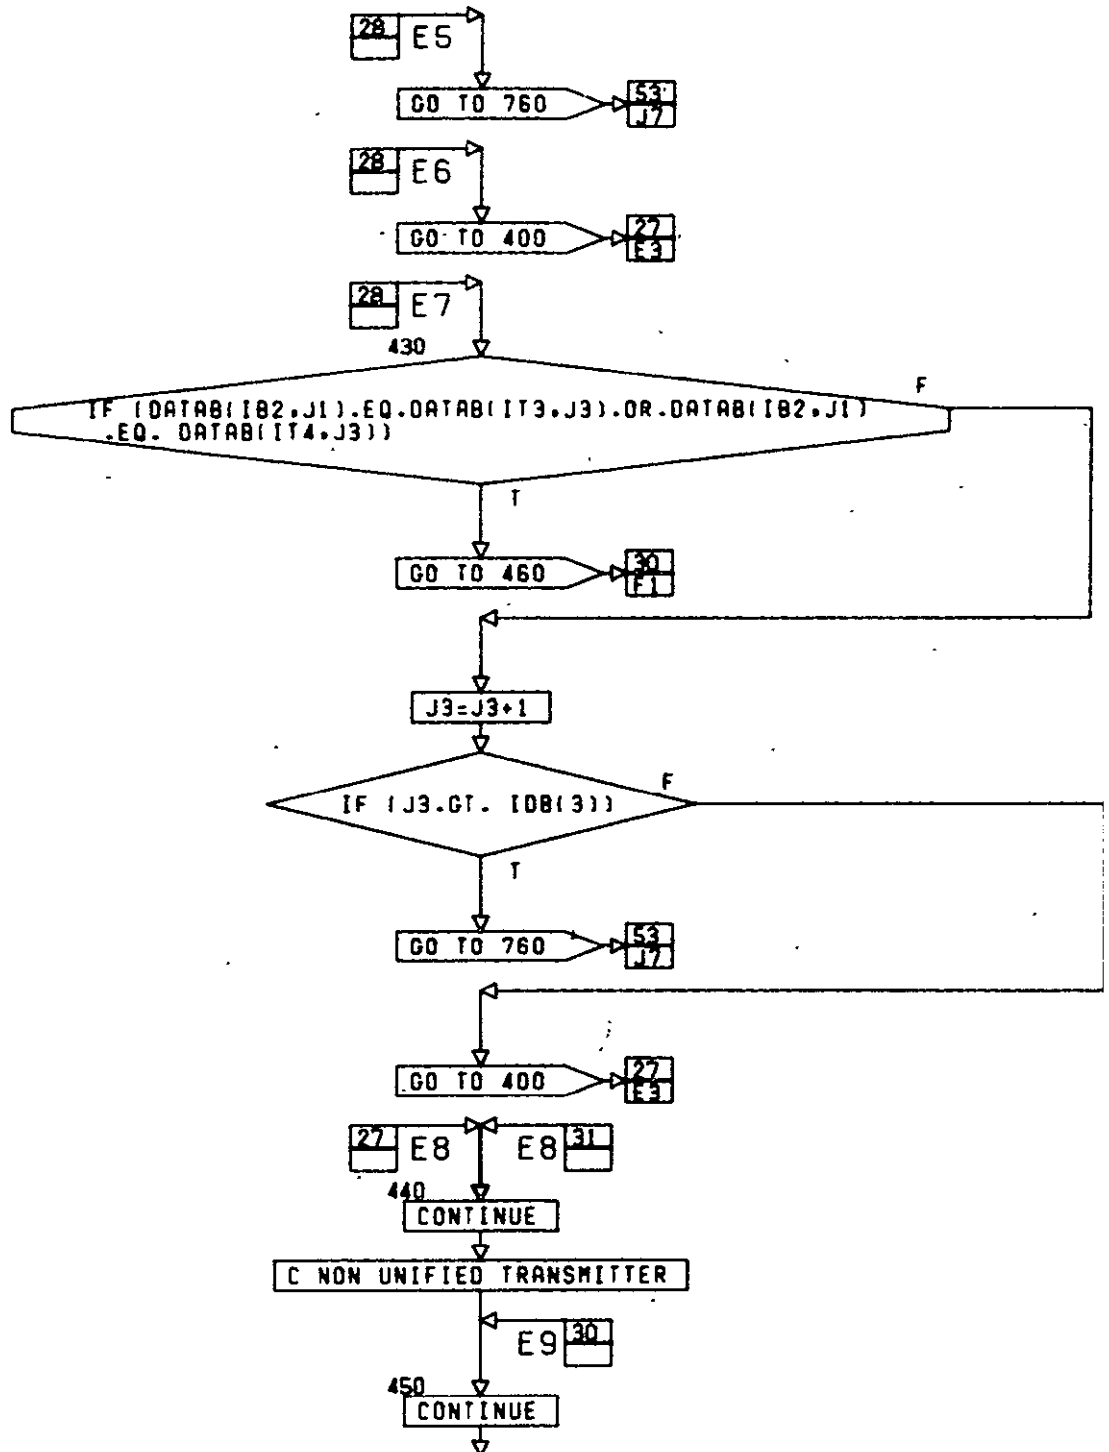 28 E5
GO TO 760 53 J7
28 E6
GO TO 400 27 E3
28 E7
430
IF (DATAB(IB2,J1).EQ.DATAB(IT3,J3).OR.DATAB(IB2,J1) F
.EQ. DATAB(IT4,J3))
T
GO TO 460 30 F1
J3=J3+1
IF (J3.GT. IDB(3)) F
T
GO TO 760 53 J7
GO TO 400 27 E3
27 E8 E8 31
440
CONTINUE
C NON UNIFIED TRANSMITTER
E9 30
450
CONTINUE